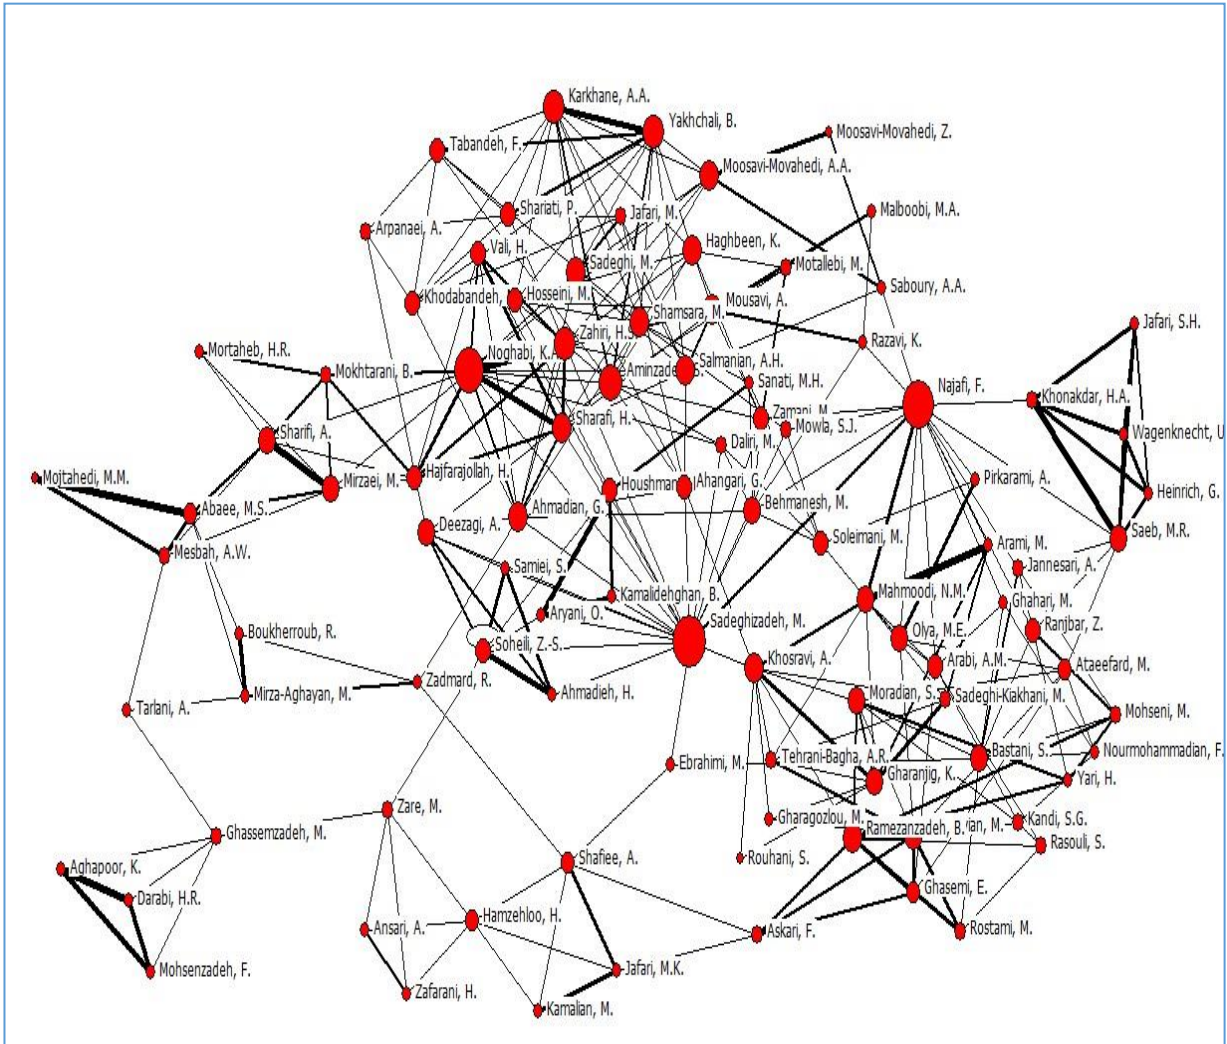 Karkhane, A.A.
Yakhchali, B.
Moosavi-Movahedi, Z.
Tabandeh, F.
Moosavi-Movahedi, A.A.
Shariati, P.
Jafari, M.
Malboobi, M.A.
Arpanaei, A.
Vali, H.
Haghbeen, K.
Sadeghi, M.
Motallebi, M.
Saboury, A.A.
Khodabandeh,
Hosseini, M.
Mousavi, A.
Shamsara, M.
Jafari, S.H.
Zahiri, H.S.
Razavi, K.
Mortaheb, H.R.
Noghabi, K.A.
Salmanian, A.H.
Mokhtarani, B.
Aminzade
Sanati, M.H.
Najafi, F.
Khonakdar, H.A.
Zamani, M.
Sharafi, H.
Mowla, S.J.
Wagenknecht, U
Sharifi, A.
Daliri, M.
Mojtahedi, M.M.
Mirzaei, M.
Hajfarajollah, H.
Houshman
Ahangari, G.
Pirkarami, A.
Heinrich, G.
Abaee, M.S.
Ahmadian, G.
Behmanesh, M.
Deezagi, A.
Saeb, M.R.
Soleimani, M.
Arami, M.
Mesbah, A.W.
Samiei, S.
Jannesari, A.
Kamalidehghan, B.
Mahmoodi, N.M.
Ghahari, M.
Aryani, O.
Sadeghizadeh, M.
Ranjbar, Z.
Boukherroub, R.
Olya, M.E.
Soheili, Z.-S.
Arabi, A.M.
Khosravi, A.
Ataeefard, M.
Zadmard, R.
Mirza-Aghayan, M.
Ahmadieh, H.
Moradian, S.
Sadeghi-Kiakhani, M.
Tarlani, A.
Mohseni, M.
Bastani, S.
Nourmohammadian, F.
Ebrahimi, M.
Tehrani-Bagha, A.R.
Gharanjig, K.
Yari, H.
Zare, M.
Gharagozlou, M.
Ramezanzadeh, B.
ian, M.
Kandi, S.G.
Ghassemzadeh, M.
Rasouli, S.
Rouhani, S.
Shafiee, A.
Aghapoor, K.
Darabi, H.R.
Ghasemi, E.
Hamzehloo, H.
Ansari, A.
Askari, F.
Rostami, M.
Mohsenzadeh, F.
Jafari, M.K.
Zafarani, H.
Kamalian, M.